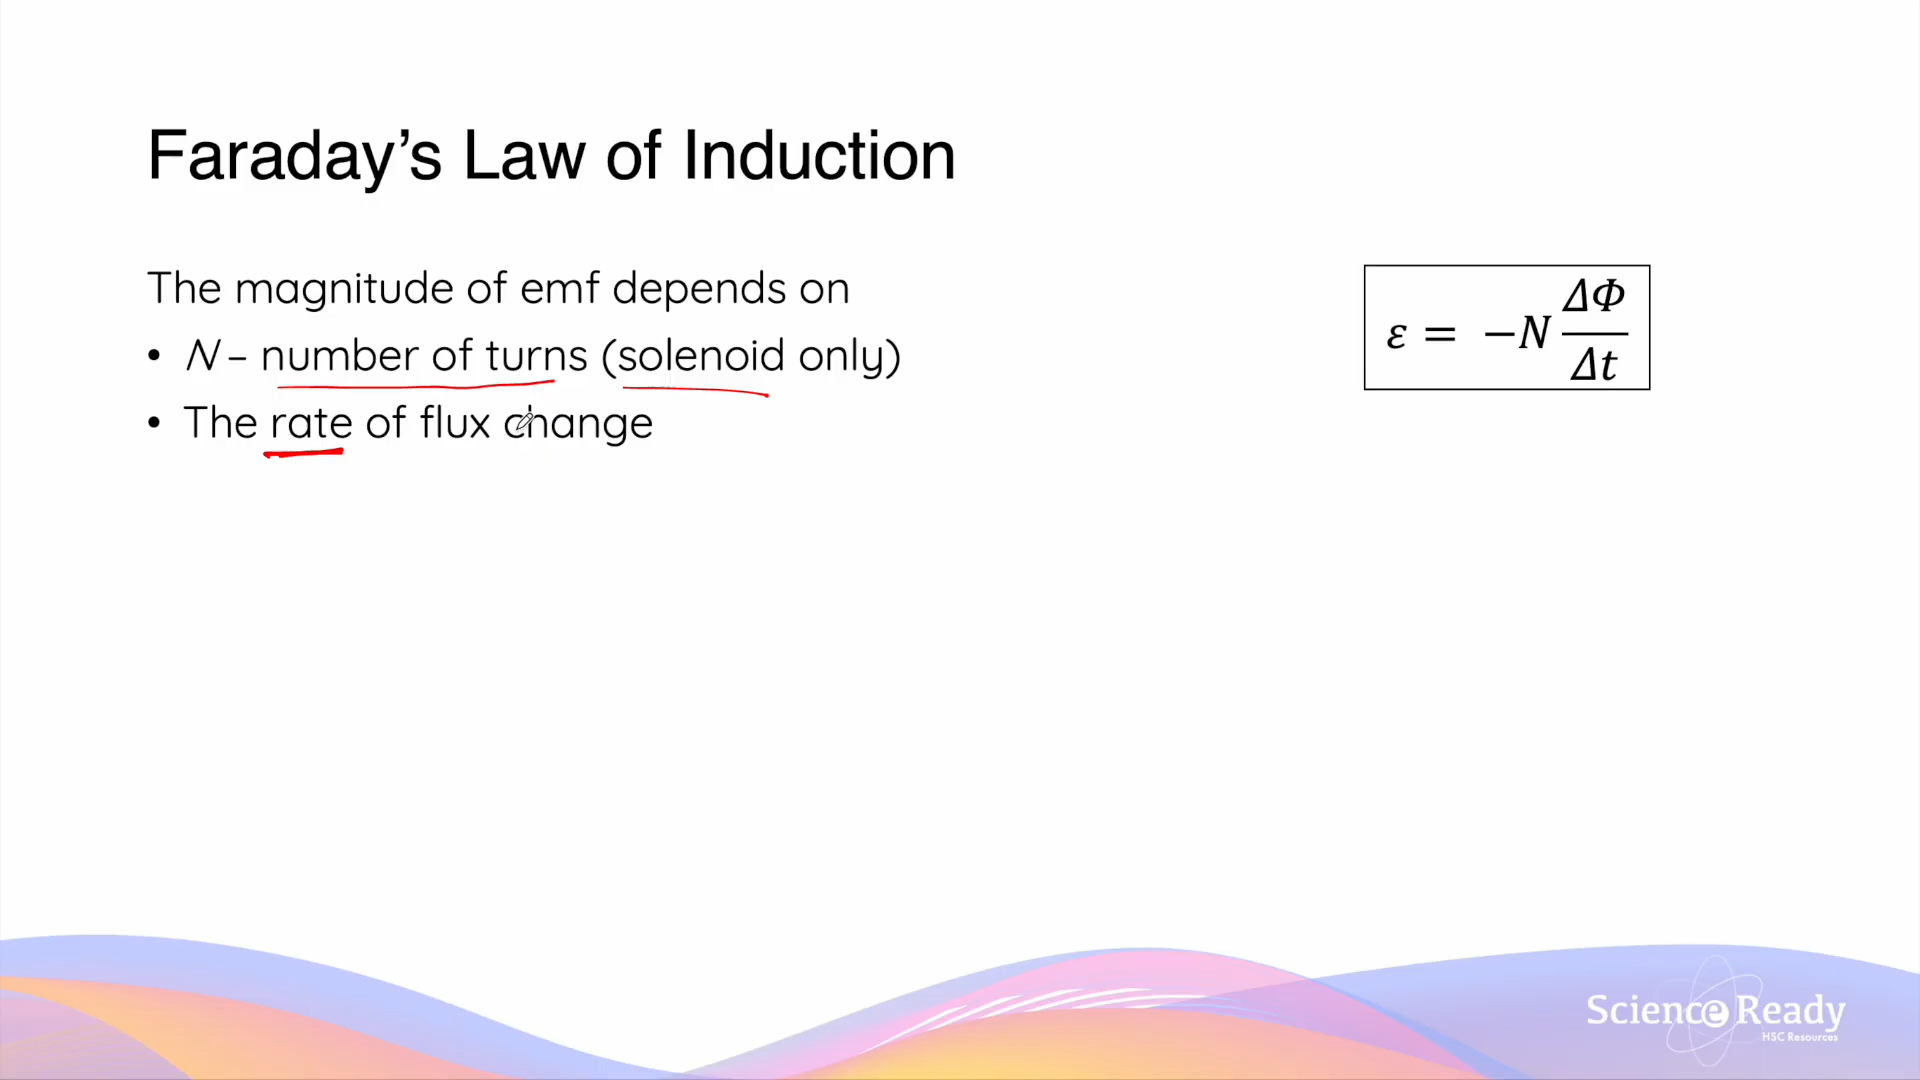 Faraday’s Law of Induction
The magnitude of emf depends on
• N – number of turns (solenoid only)
• The rate of flux change
ε = −N ΔΦ/Δt
Science Ready
HSC Resources